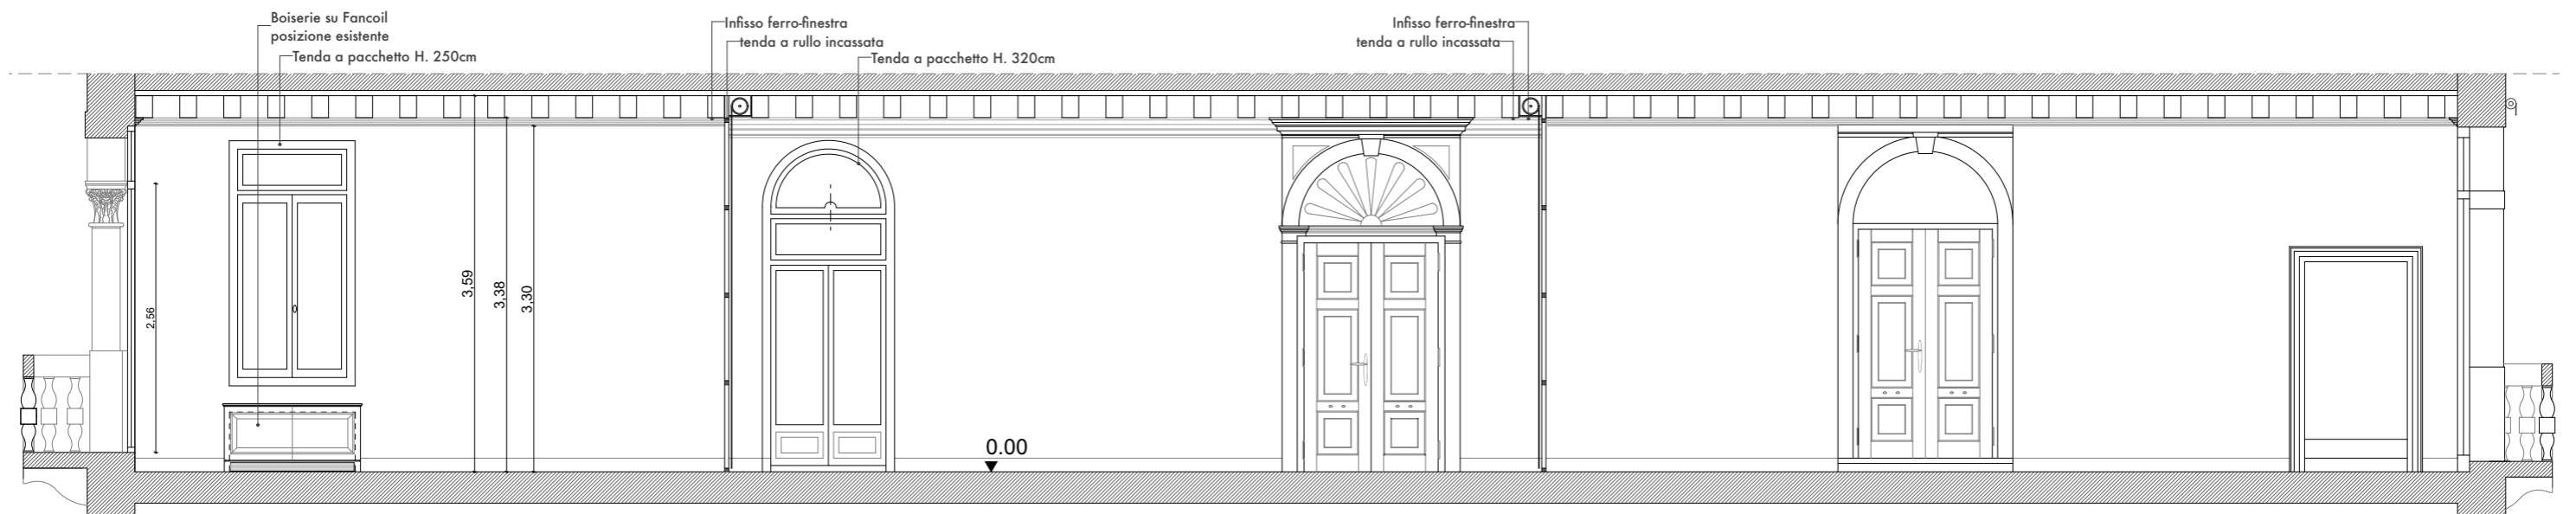 Boiserie su Fancoil
posizione esistente
Tenda a pacchetto H. 250cm
Infisso ferro-finestra
tenda a rullo incassata
Tenda a pacchetto H. 320cm
Infisso ferro-finestra
tenda a rullo incassata
2,56
3,59
3,38
3,30
0.00